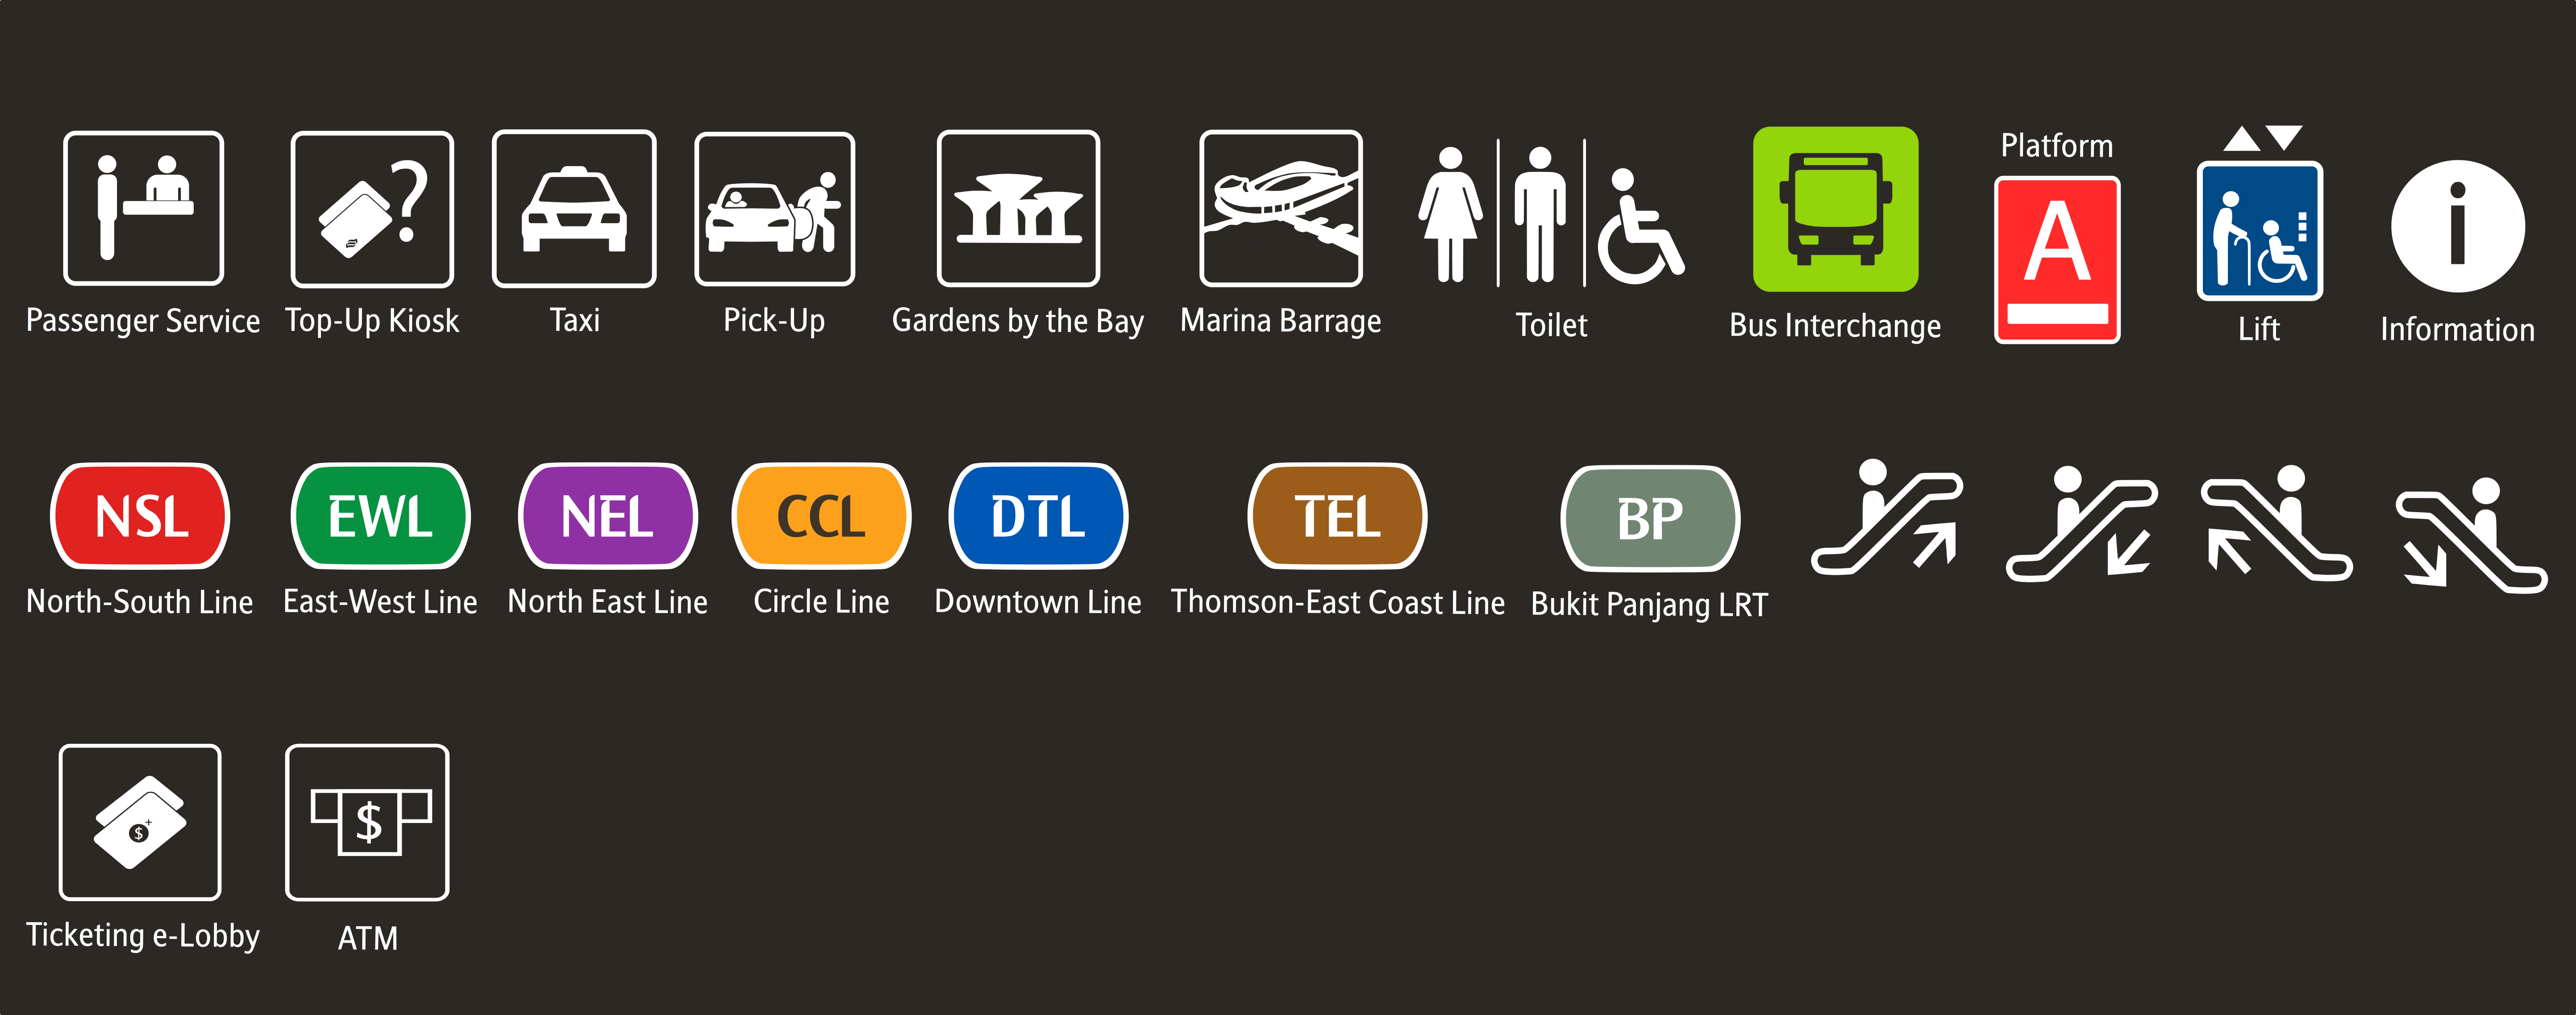 Platform
?
A
i
Passenger Service
Top-Up Kiosk
Taxi
Pick-Up
Gardens by the Bay
Marina Barrage
Toilet
Bus Interchange
Lift
Information
NSL
EWL
NEL
CCL
DTL
TEL
BP
North-South Line
East-West Line
North East Line
Circle Line
Downtown Line
Thomson-East Coast Line
Bukit Panjang LRT
$+
$
Ticketing e-Lobby
ATM